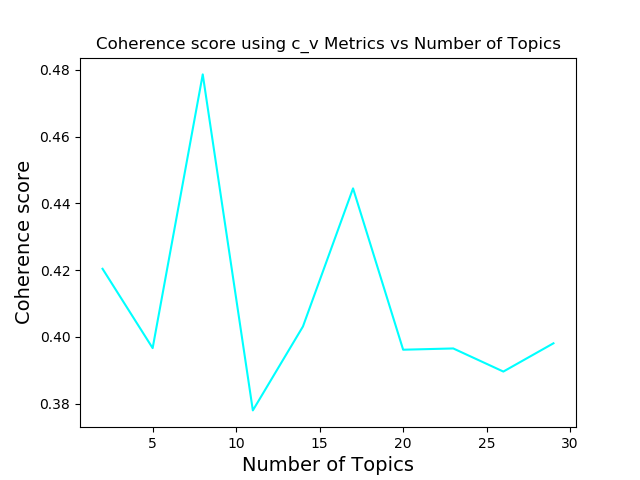 Coherence score using c_v Metrics vs Number of Topics
0.48
0.46
0.44
0.42
0.40
0.38
Coherence score
5 10 15 20 25 30
Number of Topics